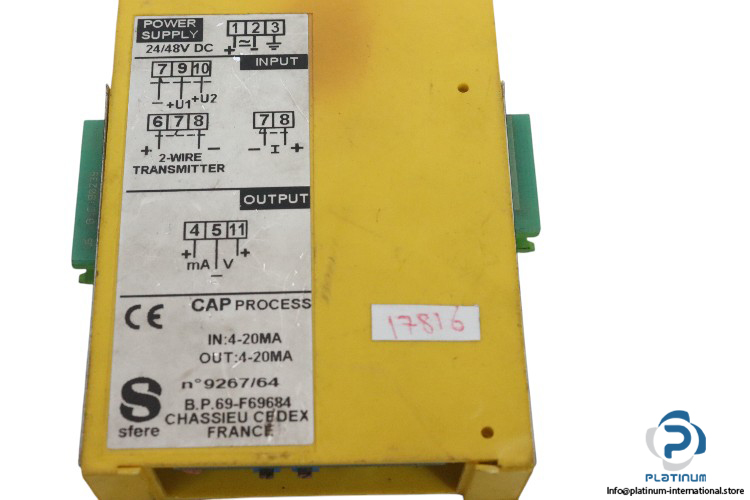 POWER SUPPLY
24/48V DC
1 2 3
+ ≂ - ⏚
INPUT
7 9 10
- +U1 +U2
6 7 8
+ -
2-WIRE
TRANSMITTER
7 8
- I +
OUTPUT
4 5 11
+ mA - V +
CE
CAP PROCESS
IN:4-20MA
OUT:4-20MA
n°9267/64
S
sfere
B.P.69-F69684
CHASSIEU CEDEX
FRANCE
17816
PLATINUM
Info@platinum-international.store